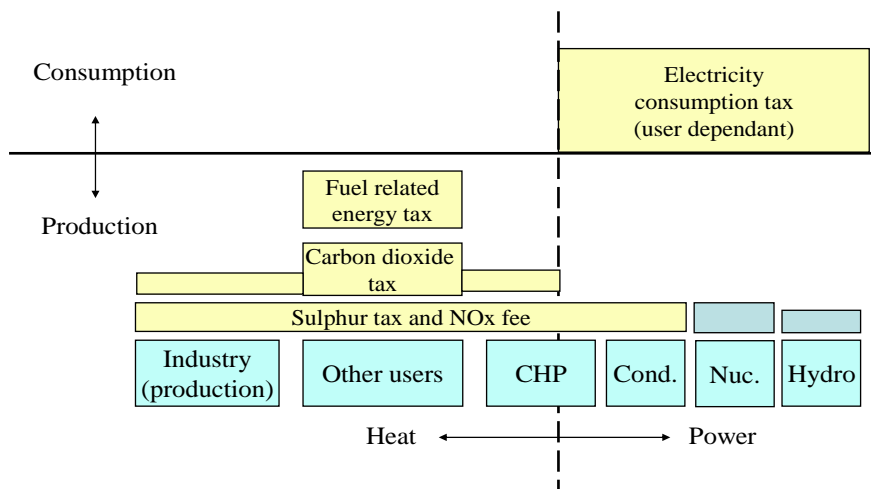 Consumption
Electricity
consumption tax
(user dependant)
Production
Fuel related
energy tax
Carbon dioxide
tax
Sulphur tax and NOx fee
Industry
(production)
Other users
CHP
Cond.
Nuc.
Hydro
Heat
Power